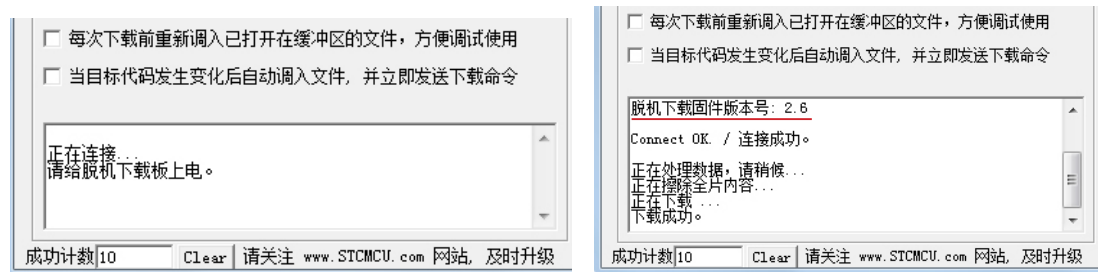 每次下载前重新调入已打开在缓冲区的文件，方便调试使用
当目标代码发生变化后自动调入文件，并立即发送下载命令
正在连接...
请给脱机下载板上电。
成功计数 10 Clear 请关注 www.STCMCU.com 网站，及时升级
每次下载前重新调入已打开在缓冲区的文件，方便调试使用
当目标代码发生变化后自动调入文件，并立即发送下载命令
脱机下载固件版本号: 2.6
Connect OK. / 连接成功。
正在处理数据，请稍候...
正在擦除全片内容...
正在下载 ...
下载成功。
成功计数 10 Clear 请关注 www.STCMCU.com 网站，及时升级